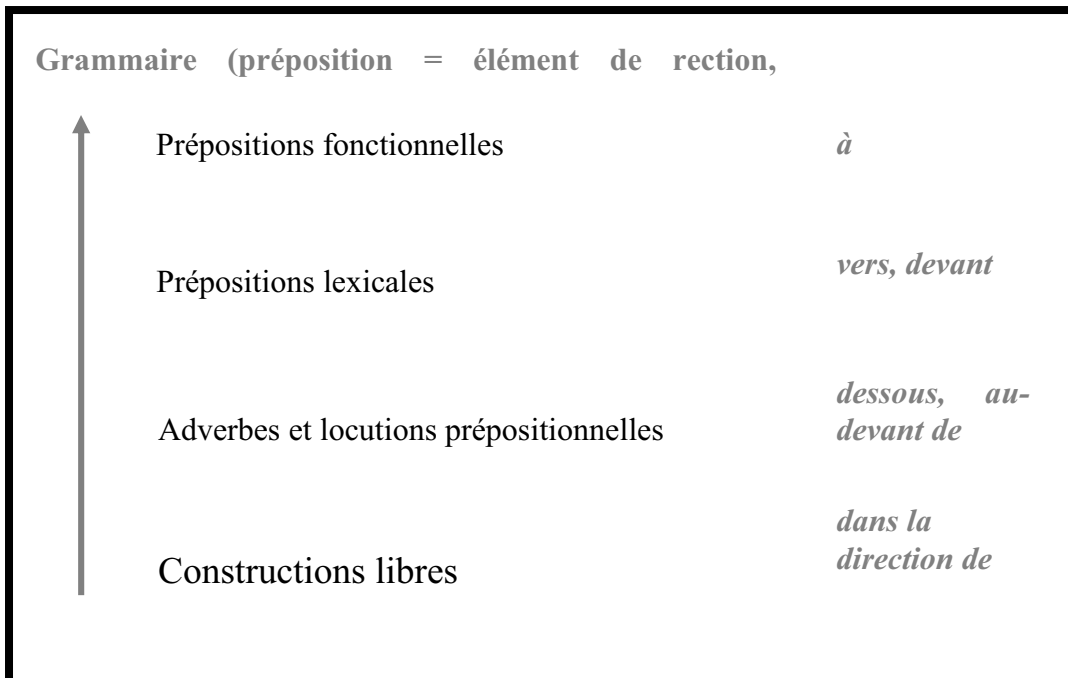 Grammaire (préposition = élément de rection,
Prépositions fonctionnelles à
Prépositions lexicales vers, devant
dessous, au-
Adverbes et locutions prépositionnelles devant de
dans la
Constructions libres direction de